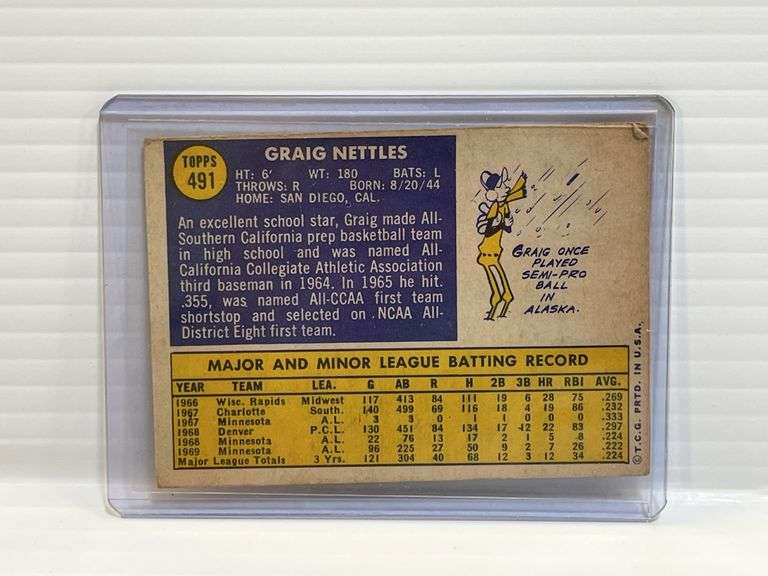 TOPPS
491
GRAIG NETTLES
HT: 6' WT: 180 BATS: L
THROWS: R BORN: 8/20/44
HOME: SAN DIEGO, CAL.
An excellent school star, Graig made All-
Southern California prep basketball team
in high school and was named All-
California Collegiate Athletic Association
third baseman in 1964. In 1965 he hit
.355, was named All-CCAA first team
shortstop and selected on NCAA All-
District Eight first team.
GRAIG ONCE
PLAYED
SEMI-PRO
BALL
IN
ALASKA.
MAJOR AND MINOR LEAGUE BATTING RECORD
YEAR TEAM LEA. G AB R H 2B 3B HR RBI AVG.
1966 Wisc. Rapids Midwest 117 413 84 111 19 6 28 75 .269
1967 Charlotte South. 140 499 69 116 18 4 19 86 .232
1967 Minnesota A.L. 3 3 0 1 0 0 0 0 .333
1968 Denver P.C.L. 130 451 84 134 17 12 22 83 .297
1968 Minnesota A.L. 22 76 13 17 2 1 5 8 .224
1969 Minnesota A.L. 96 225 27 50 9 2 7 26 .222
Major League Totals 3 Yrs. 121 304 40 68 12 3 12 34 .224
© T.C.G. PRTD. IN U.S.A.